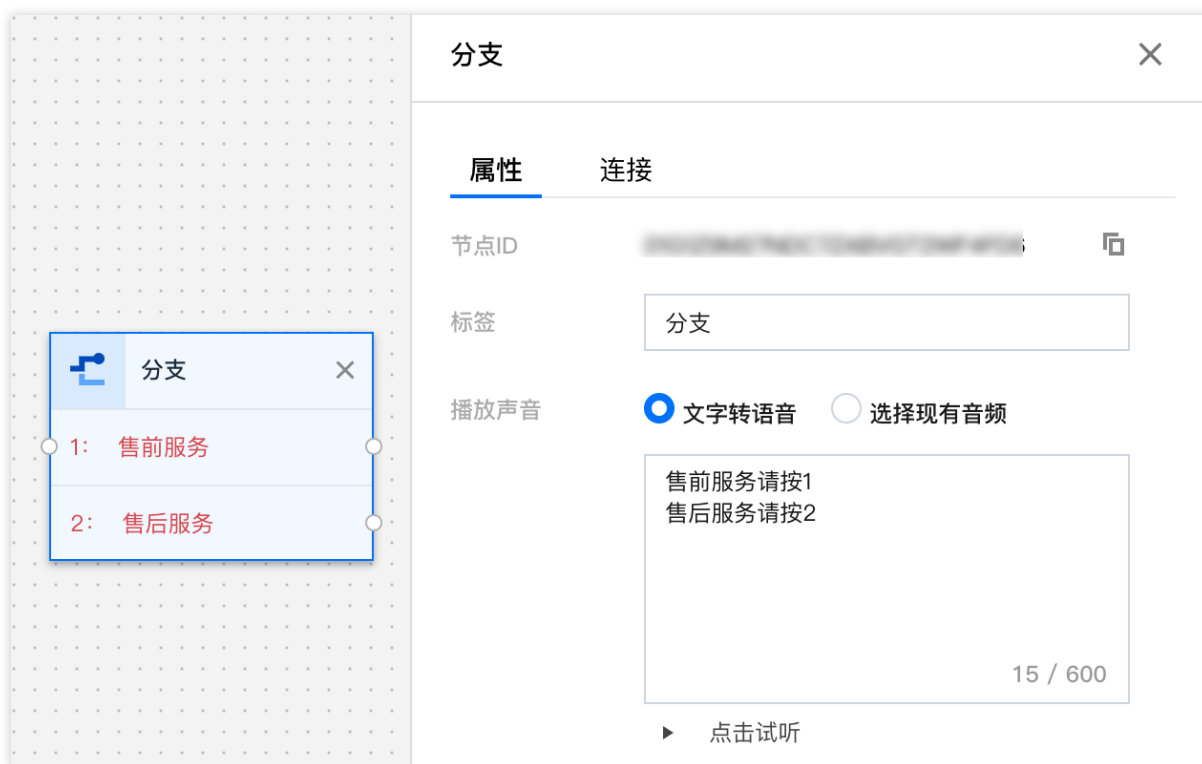 分支
属性
连接
节点ID
标签
分支
播放声音
文字转语音
选择现有音频
售前服务请按1
售后服务请按2
15 / 600
点击试听
分支
1: 售前服务
2: 售后服务